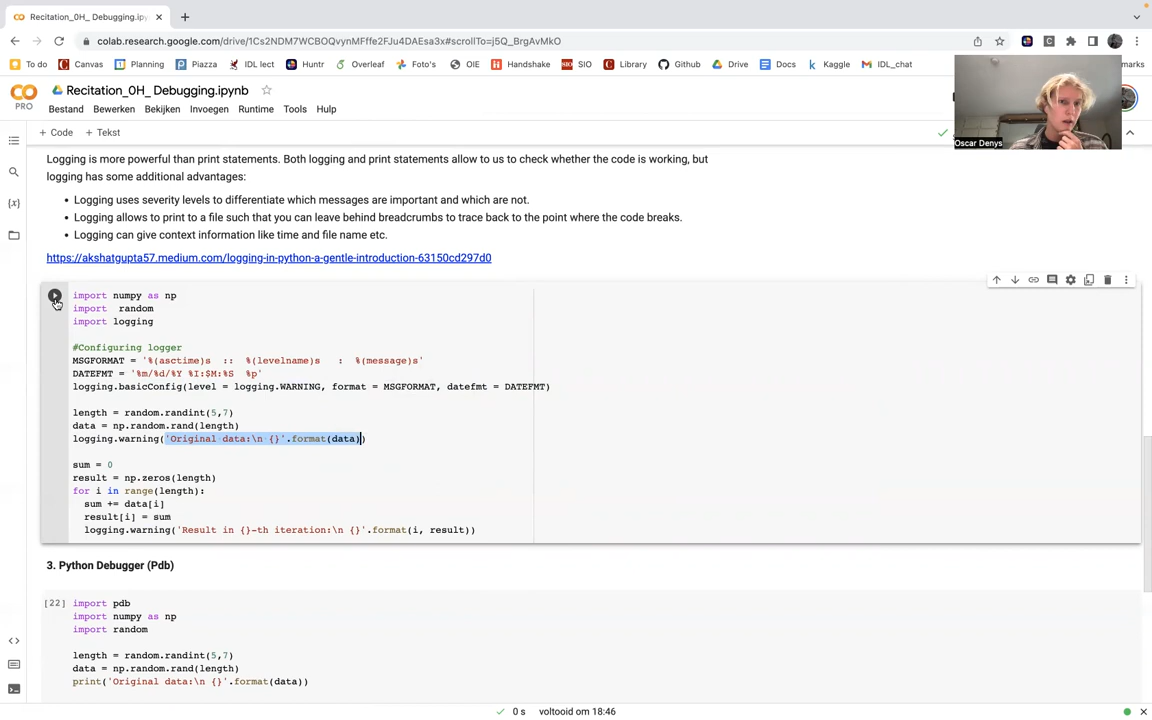 Recitation_0H_ Debugging.ipyn
colab.research.google.com/drive/1Cs2NDM7WCBOQvynMFffe2FJu4DAEsa3x#scrollTo=j5Q_BrgAvMkO
To do Canvas Planning Piazza IDL lect Huntr Overleaf Foto's OIE Handshake SIO Library Github Drive Docs Kaggle IDL_chat marks
PRO Recitation_0H_ Debugging.ipynb
Bestand Bewerken Bekijken Invoegen Runtime Tools Help
+ Code + Tekst
Oscar Denys
Logging is more powerful than print statements. Both logging and print statements allow to us to check whether the code is working, but
logging has some additional advantages:
• Logging uses severity levels to differentiate which messages are important and which are not.
• Logging allows to print to a file such that you can leave behind breadcrumbs to trace back to the point where the code breaks.
• Logging can give context information like time and file name etc.
https://akshatgupta57.medium.com/logging-in-python-a-gentle-introduction-63150cd297d0
import numpy as np
import  random
import logging
#Configuring logger
MSGFORMAT = '%(asctime)s  ::  %(levelname)s   :  %(message)s'
DATEFMT = '%m/%d/%Y %I:$M:%S  %p'
logging.basicConfig(level = logging.WARNING, format = MSGFORMAT, datefmt = DATEFMT)
length = random.randint(5,7)
data = np.random.rand(length)
logging.warning('Original data:\n {}'.format(data))
sum = 0
result = np.zeros(length)
for i in range(length):
  sum += data[i]
  result[i] = sum
  logging.warning('Result in {}-th iteration:\n {}'.format(i, result))
3. Python Debugger (Pdb)
[22] import pdb
import numpy as np
import random
length = random.randint(5,7)
data = np.random.rand(length)
print('Original data:\n {}'.format(data))
0 s voltooid om 18:46